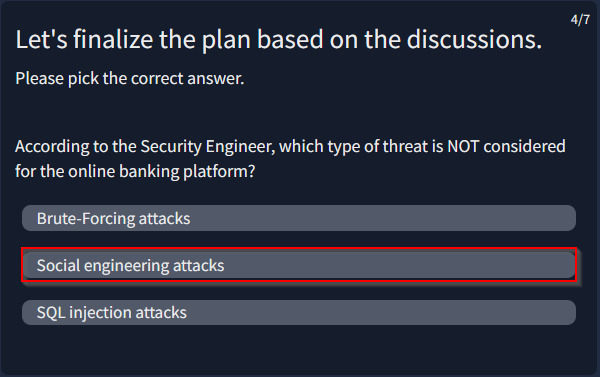 4/7
Let's finalize the plan based on the discussions.
Please pick the correct answer.
According to the Security Engineer, which type of threat is NOT considered
for the online banking platform?
Brute-Forcing attacks
Social engineering attacks
SQL injection attacks